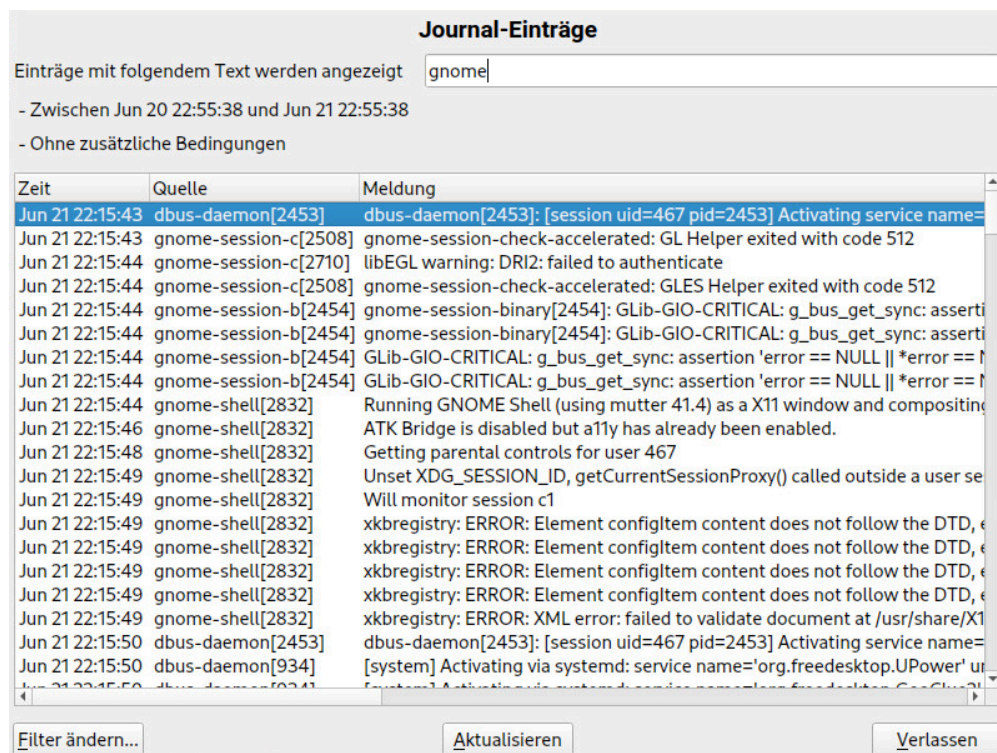 Journal-Einträge
Einträge mit folgendem Text werden angezeigt gnome
- Zwischen Jun 20 22:55:38 und Jun 21 22:55:38
- Ohne zusätzliche Bedingungen
Zeit Quelle Meldung
Jun 21 22:15:43 dbus-daemon[2453] dbus-daemon[2453]: [session uid=467 pid=2453] Activating service name=
Jun 21 22:15:43 gnome-session-c[2508] gnome-session-check-accelerated: GL Helper exited with code 512
Jun 21 22:15:44 gnome-session-c[2710] libEGL warning: DRI2: failed to authenticate
Jun 21 22:15:44 gnome-session-c[2508] gnome-session-check-accelerated: GLES Helper exited with code 512
Jun 21 22:15:44 gnome-session-b[2454] gnome-session-binary[2454]: GLib-GIO-CRITICAL: g_bus_get_sync: asserti
Jun 21 22:15:44 gnome-session-b[2454] gnome-session-binary[2454]: GLib-GIO-CRITICAL: g_bus_get_sync: asserti
Jun 21 22:15:44 gnome-session-b[2454] GLib-GIO-CRITICAL: g_bus_get_sync: assertion 'error == NULL || *error ==
Jun 21 22:15:44 gnome-session-b[2454] GLib-GIO-CRITICAL: g_bus_get_sync: assertion 'error == NULL || *error ==
Jun 21 22:15:44 gnome-shell[2832] Running GNOME Shell (using mutter 41.4) as a X11 window and compositing
Jun 21 22:15:46 gnome-shell[2832] ATK Bridge is disabled but a11y has already been enabled.
Jun 21 22:15:48 gnome-shell[2832] Getting parental controls for user 467
Jun 21 22:15:49 gnome-shell[2832] Unset XDG_SESSION_ID, getCurrentSessionProxy() called outside a user se
Jun 21 22:15:49 gnome-shell[2832] Will monitor session c1
Jun 21 22:15:49 gnome-shell[2832] xkbregistry: ERROR: Element configItem content does not follow the DTD,
Jun 21 22:15:49 gnome-shell[2832] xkbregistry: ERROR: Element configItem content does not follow the DTD,
Jun 21 22:15:49 gnome-shell[2832] xkbregistry: ERROR: Element configItem content does not follow the DTD,
Jun 21 22:15:49 gnome-shell[2832] xkbregistry: ERROR: Element configItem content does not follow the DTD,
Jun 21 22:15:49 gnome-shell[2832] xkbregistry: ERROR: XML error: failed to validate document at /usr/share/X1
Jun 21 22:15:50 dbus-daemon[2453] dbus-daemon[2453]: [session uid=467 pid=2453] Activating service name=
Jun 21 22:15:50 dbus-daemon[934] [system] Activating via systemd: service name='org.freedesktop.UPower' ur
Filter ändern... Aktualisieren Verlassen